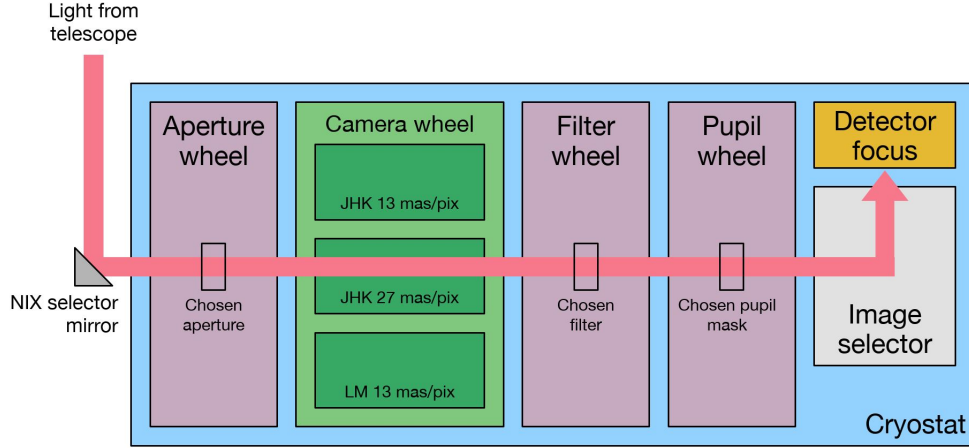 Light from
telescope
Aperture
wheel
Camera wheel
Filter
wheel
Pupil
wheel
Detector
focus
JHK 13 mas/pix
JHK 27 mas/pix
LM 13 mas/pix
NIX selector
mirror
Chosen
aperture
Chosen
filter
Chosen pupil
mask
Image
selector
Cryostat